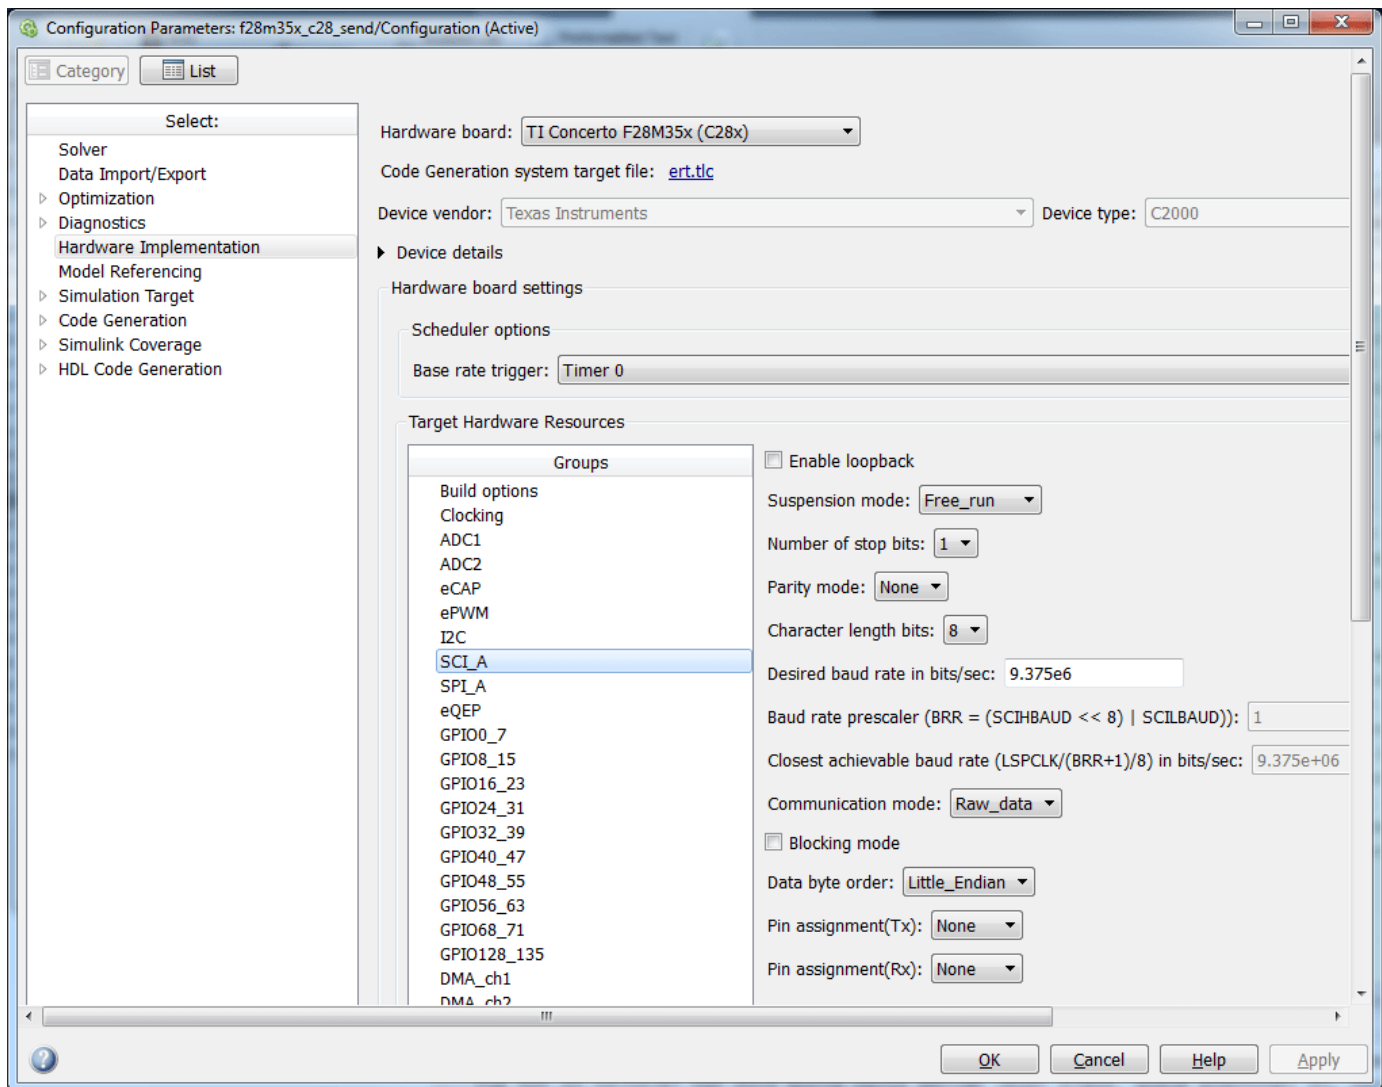 Configuration Parameters: f28m35x_c28_send/Configuration (Active)
Category
List
Select:
Solver
Data Import/Export
Optimization
Diagnostics
Hardware Implementation
Model Referencing
Simulation Target
Code Generation
Simulink Coverage
HDL Code Generation
Hardware board: TI Concerto F28M35x (C28x)
Code Generation system target file: ert.tlc
Device vendor: Texas Instruments Device type: C2000
Device details
Hardware board settings
Scheduler options
Base rate trigger: Timer 0
Target Hardware Resources
Groups
Build options
Clocking
ADC1
ADC2
eCAP
ePWM
I2C
SCI_A
SPI_A
eQEP
GPIO0_7
GPIO8_15
GPIO16_23
GPIO24_31
GPIO32_39
GPIO40_47
GPIO48_55
GPIO56_63
GPIO68_71
GPIO128_135
DMA_ch1
DMA_ch2
Enable loopback
Suspension mode: Free_run
Number of stop bits: 1
Parity mode: None
Character length bits: 8
Desired baud rate in bits/sec: 9.375e6
Baud rate prescaler (BRR = (SCIHBAUD << 8) | SCILBAUD)): 1
Closest achievable baud rate (LSPCLK/(BRR+1)/8) in bits/sec: 9.375e+06
Communication mode: Raw_data
Blocking mode
Data byte order: Little_Endian
Pin assignment(Tx): None
Pin assignment(Rx): None
OK Cancel Help Apply